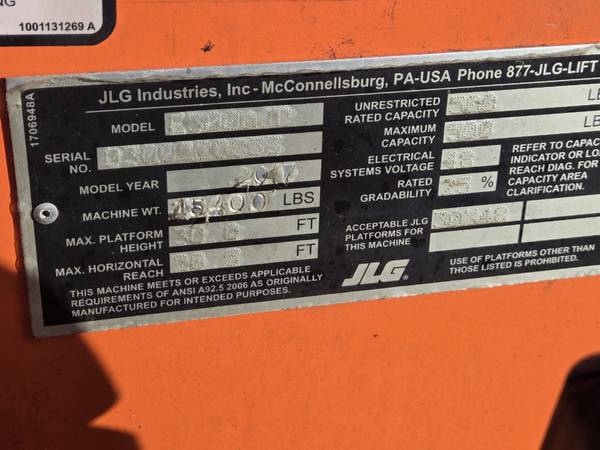 NG
1001131269 A
1706948A
JLG Industries, Inc - McConnellsburg, PA-USA Phone 877-JLG-LIFT
MODEL
SERIAL NO.
MODEL YEAR 2017
MACHINE WT. 45400 LBS
MAX. PLATFORM HEIGHT FT
MAX. HORIZONTAL REACH FT
THIS MACHINE MEETS OR EXCEEDS APPLICABLE
REQUIREMENTS OF ANSI A92.5 2006 AS ORIGINALLY
MANUFACTURED FOR INTENDED PURPOSES.
UNRESTRICTED RATED CAPACITY
MAXIMUM CAPACITY
ELECTRICAL SYSTEMS VOLTAGE
RATED GRADABILITY %
REFER TO CAPACITY
INDICATOR OR
REACH DIAG. FOR
CAPACITY AREA
CLARIFICATION.
ACCEPTABLE JLG
PLATFORMS FOR
THIS MACHINE
JLG
USE OF PLATFORMS OTHER THAN
THOSE LISTED IS PROHIBITED.